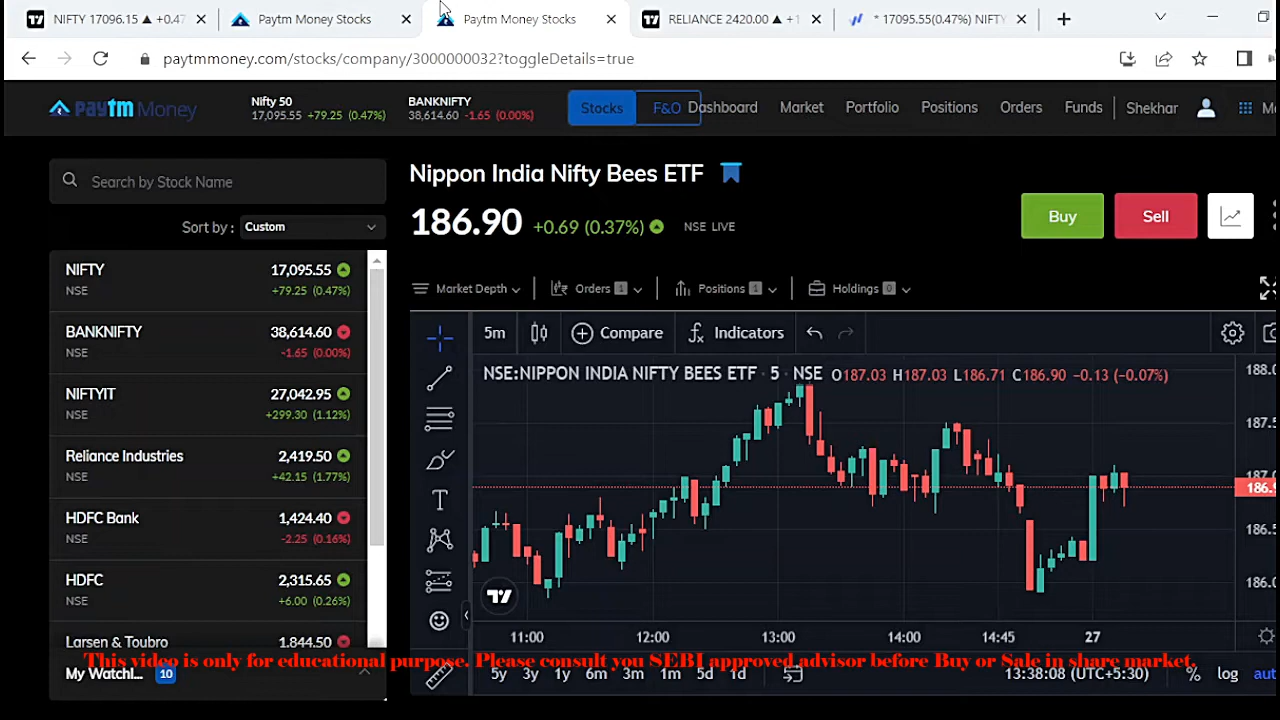 NIFTY 17096.15 ▲ +0.47
Paytm Money Stocks
Paytm Money Stocks
RELIANCE 2420.00 ▲ +1
* 17095.55(0.47%) NIFTY
paytmmoney.com/stocks/company/3000000032?toggleDetails=true
paytm Money
Nifty 50
17,095.55 +79.25 (0.47%)
BANKNIFTY
38,614.60 -1.65 (0.00%)
Stocks
F&O
Dashboard
Market
Portfolio
Positions
Orders
Funds
Shekhar
Search by Stock Name
Sort by :
Custom
NIFTY 17,095.55
NSE +79.25 (0.47%)
BANKNIFTY 38,614.60
NSE -1.65 (0.00%)
NIFTYIT 27,042.95
NSE +299.30 (1.12%)
Reliance Industries 2,419.50
NSE +42.15 (1.77%)
HDFC Bank 1,424.40
NSE -2.25 (0.16%)
HDFC 2,315.65
NSE +6.00 (0.26%)
Larsen & Toubro 1,844.50
My Watchl... 10
Nippon India Nifty Bees ETF
186.90 +0.69 (0.37%) NSE LIVE
Buy
Sell
Market Depth
Orders 1
Positions 1
Holdings 0
5m
Compare
Indicators
NSE:NIPPON INDIA NIFTY BEES ETF · 5 · NSE O187.03 H187.03 L186.71 C186.90 −0.13 (−0.07%)
188.0
187.5
187.0
186.9
186.5
186.0
11:00 12:00 13:00 14:00 14:45 27
This video is only for educational purpose. Please consult you SEBI approved advisor before Buy or Sale in share market.
5y 3y 1y 6m 3m 1m 5d 1d
13:38:08 (UTC+5:30)
% log auto